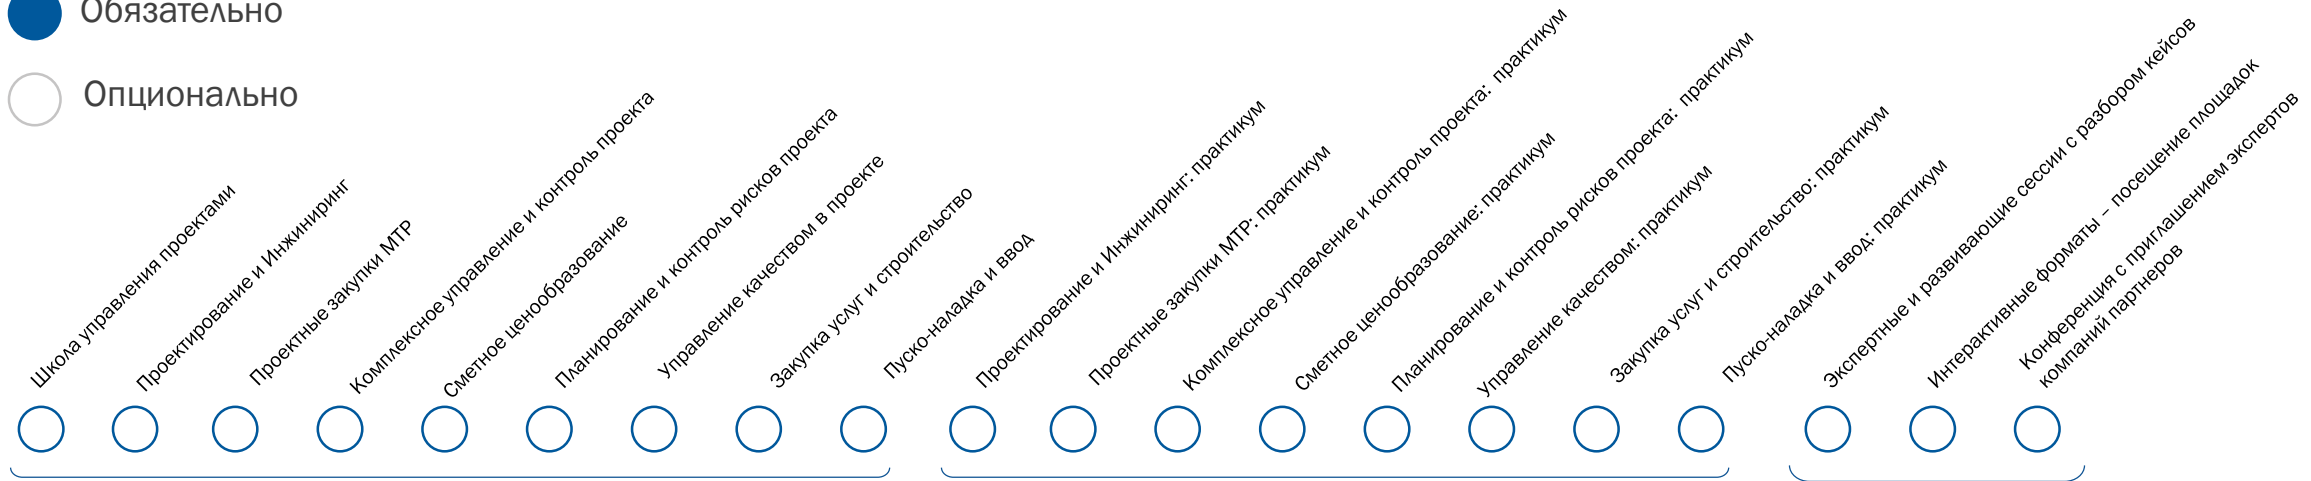 Обязательно
Опционально
Школа управления проектами
Проектирование и Инжиниринг
Проектные закупки МТР
Комплексное управление и контроль проекта
Сметное ценообразование
Планирование и контроль рисков проекта
Управление качеством в проекте
Закупка услуг и строительство
Пуско-наладка и ввод
Проектирование и Инжиниринг: практикум
Проектные закупки МТР: практикум
Комплексное управление и контроль проекта: практикум
Сметное ценообразование: практикум
Планирование и контроль рисков проекта: практикум
Управление качеством: практикум
Закупка услуг и строительство: практикум
Пуско-наладка и ввод: практикум
Экспертные и развивающие сессии с разбором кейсов
Интерактивные форматы – посещение площадок
Конференция с приглашением экспертов
компаний партнеров